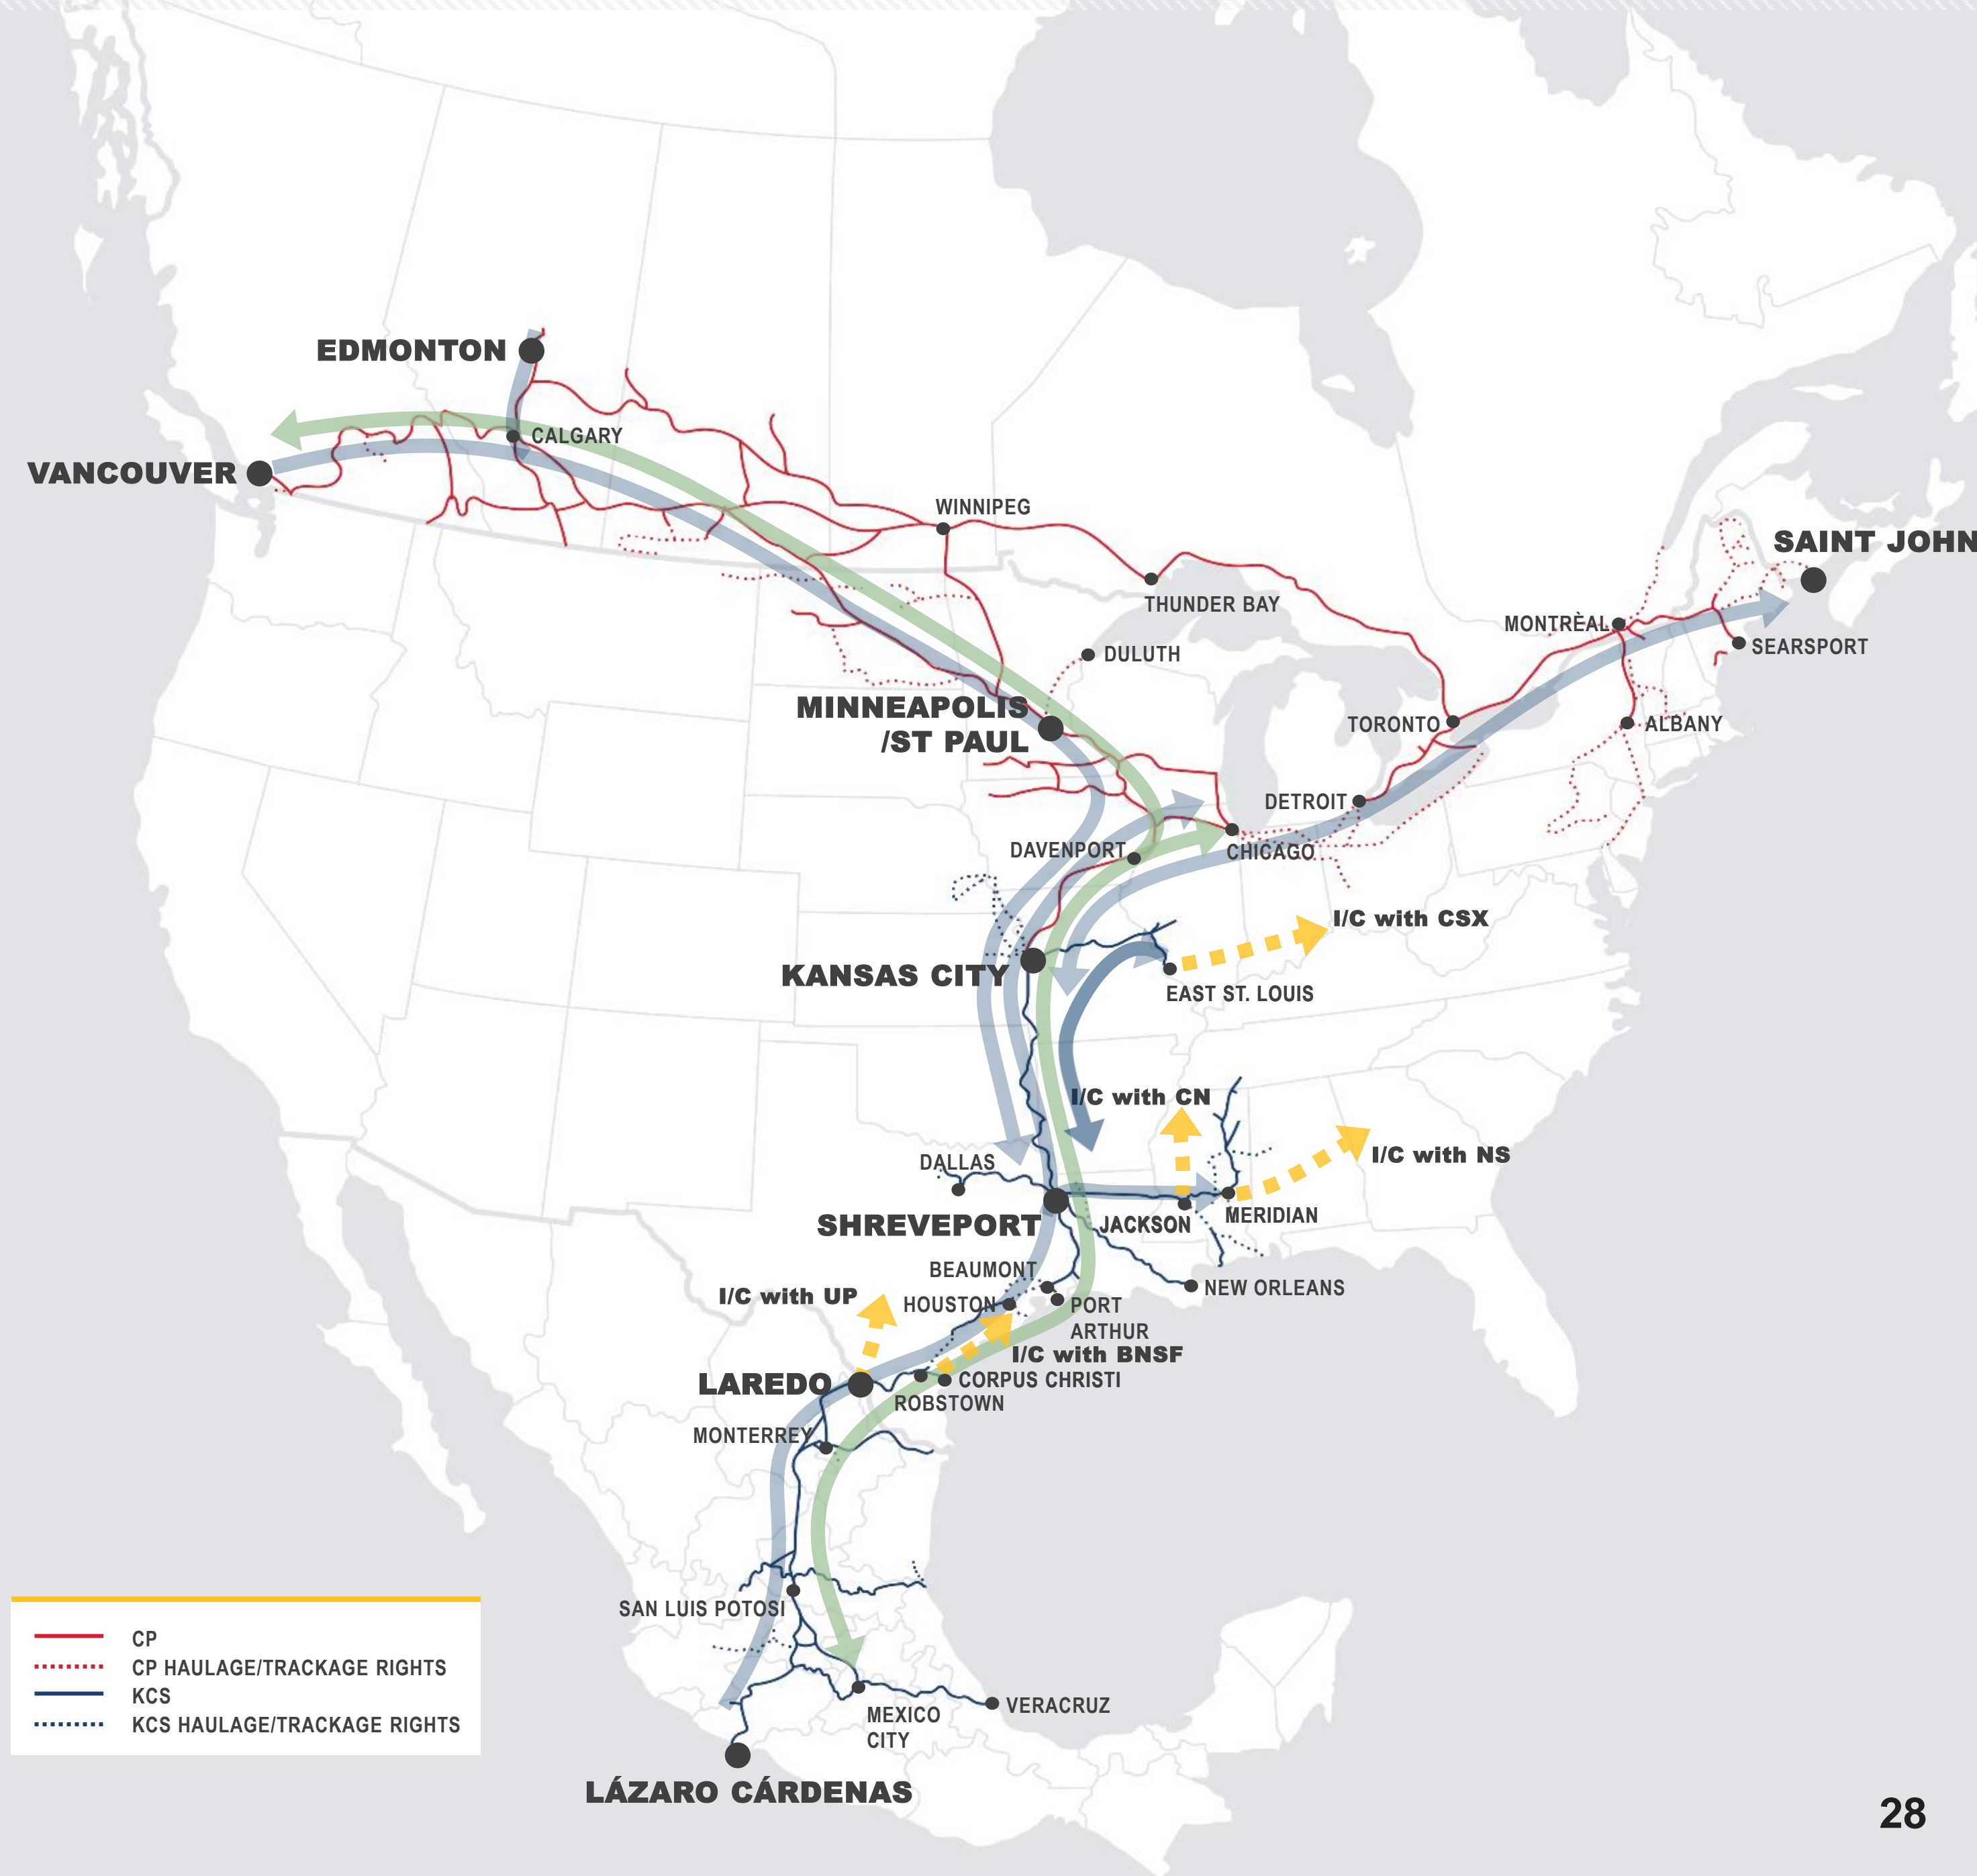 EDMONTON
CALGARY
VANCOUVER
WINNIPEG
SAINT JOHN
THUNDER BAY
MONTRÈAL
SEARSPORT
DULUTH
MINNEAPOLIS
/ST PAUL
TORONTO
ALBANY
DETROIT
DAVENPORT
CHICAGO
I/C with CSX
KANSAS CITY
EAST ST. LOUIS
I/C with CN
I/C with NS
DALLAS
SHREVEPORT
JACKSON
MERIDIAN
BEAUMONT
NEW ORLEANS
I/C with UP
HOUSTON
PORT
ARTHUR
I/C with BNSF
LAREDO
CORPUS CHRISTI
ROBSTOWN
MONTERREY
SAN LUIS POTOSI
CP
CP HAULAGE/TRACKAGE RIGHTS
KCS
KCS HAULAGE/TRACKAGE RIGHTS
VERACRUZ
MEXICO
CITY
LÁZARO CÁRDENAS
28